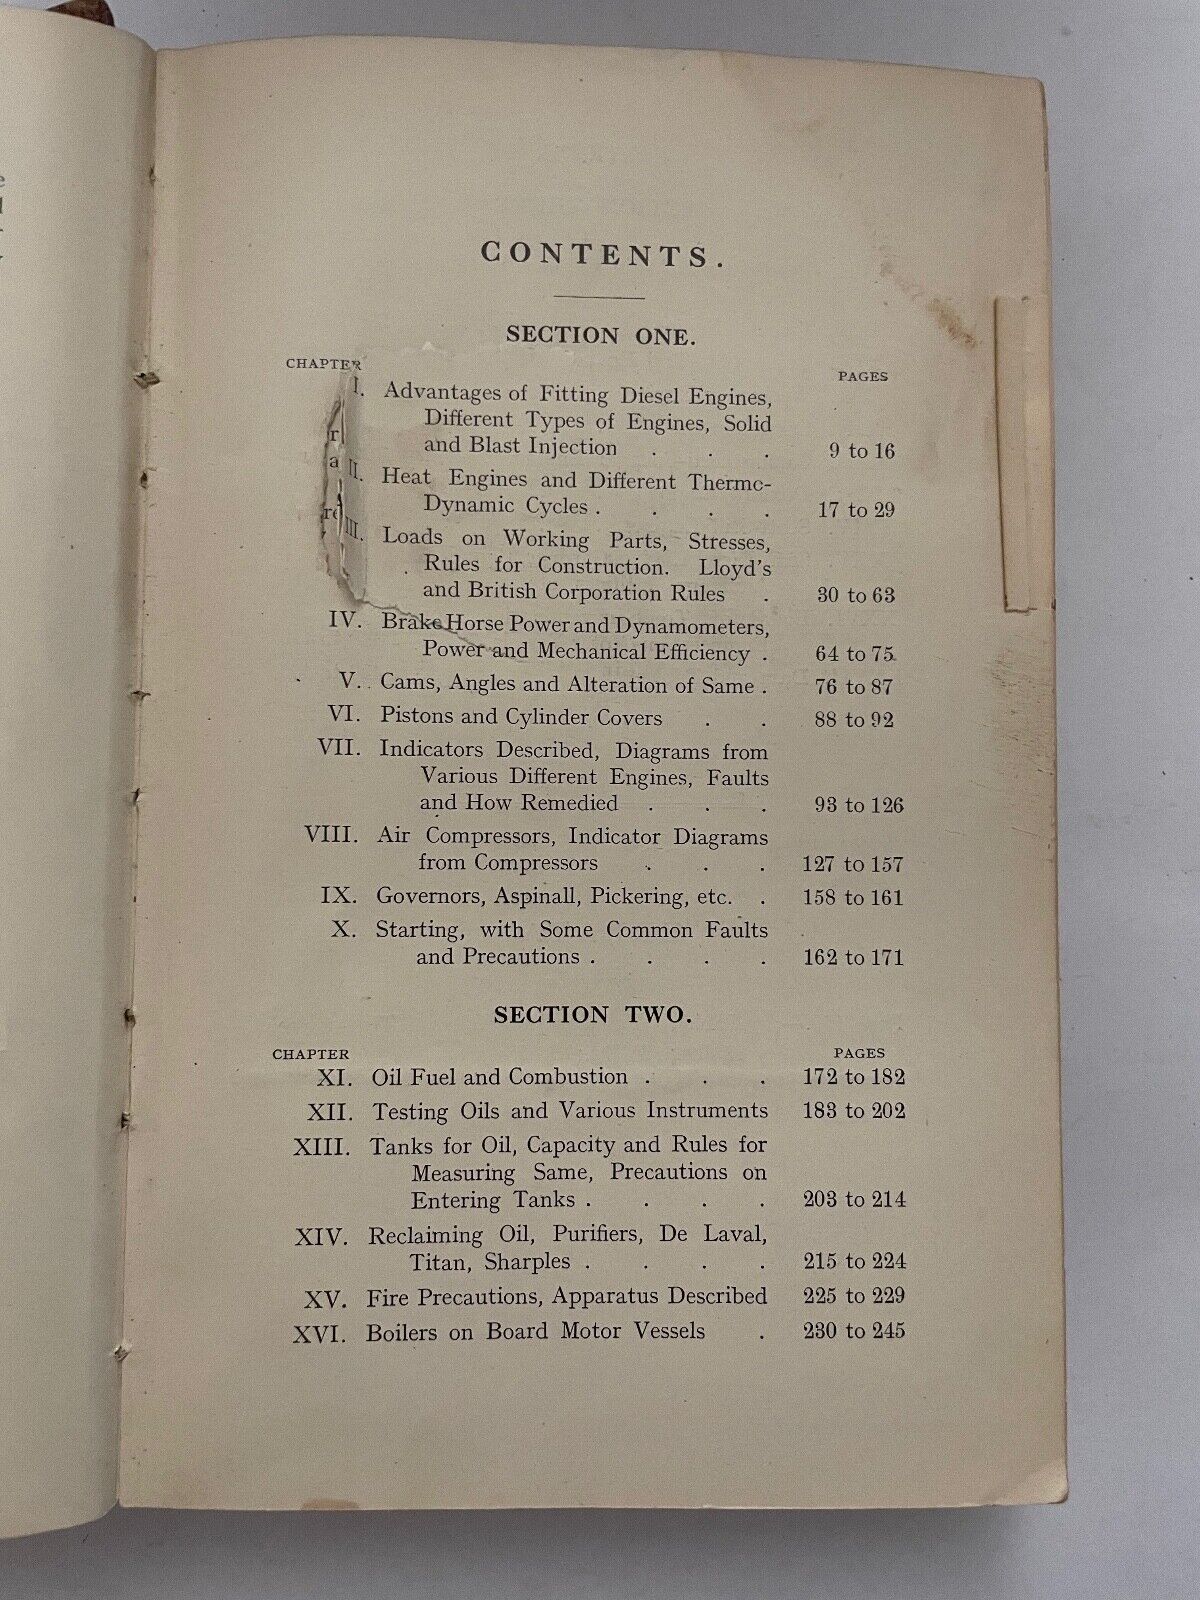 CONTENTS.
SECTION ONE.
CHAPTER
PAGES
I. Advantages of Fitting Diesel Engines,
Different Types of Engines, Solid
and Blast Injection . . . 9 to 16
II. Heat Engines and Different Thermo-
Dynamic Cycles . . . . 17 to 29
III. Loads on Working Parts, Stresses,
Rules for Construction. Lloyd's
and British Corporation Rules . 30 to 63
IV. Brake Horse Power and Dynamometers,
Power and Mechanical Efficiency . 64 to 75
V. Cams, Angles and Alteration of Same . 76 to 87
VI. Pistons and Cylinder Covers . . 88 to 92
VII. Indicators Described, Diagrams from
Various Different Engines, Faults
and How Remedied . . . 93 to 126
VIII. Air Compressors, Indicator Diagrams
from Compressors . . . 127 to 157
IX. Governors, Aspinall, Pickering, etc. . 158 to 161
X. Starting, with Some Common Faults
and Precautions . . . . 162 to 171
SECTION TWO.
CHAPTER PAGES
XI. Oil Fuel and Combustion . . . 172 to 182
XII. Testing Oils and Various Instruments 183 to 202
XIII. Tanks for Oil, Capacity and Rules for
Measuring Same, Precautions on
Entering Tanks . . . . 203 to 214
XIV. Reclaiming Oil, Purifiers, De Laval,
Titan, Sharples . . . . 215 to 224
XV. Fire Precautions, Apparatus Described 225 to 229
XVI. Boilers on Board Motor Vessels . 230 to 245